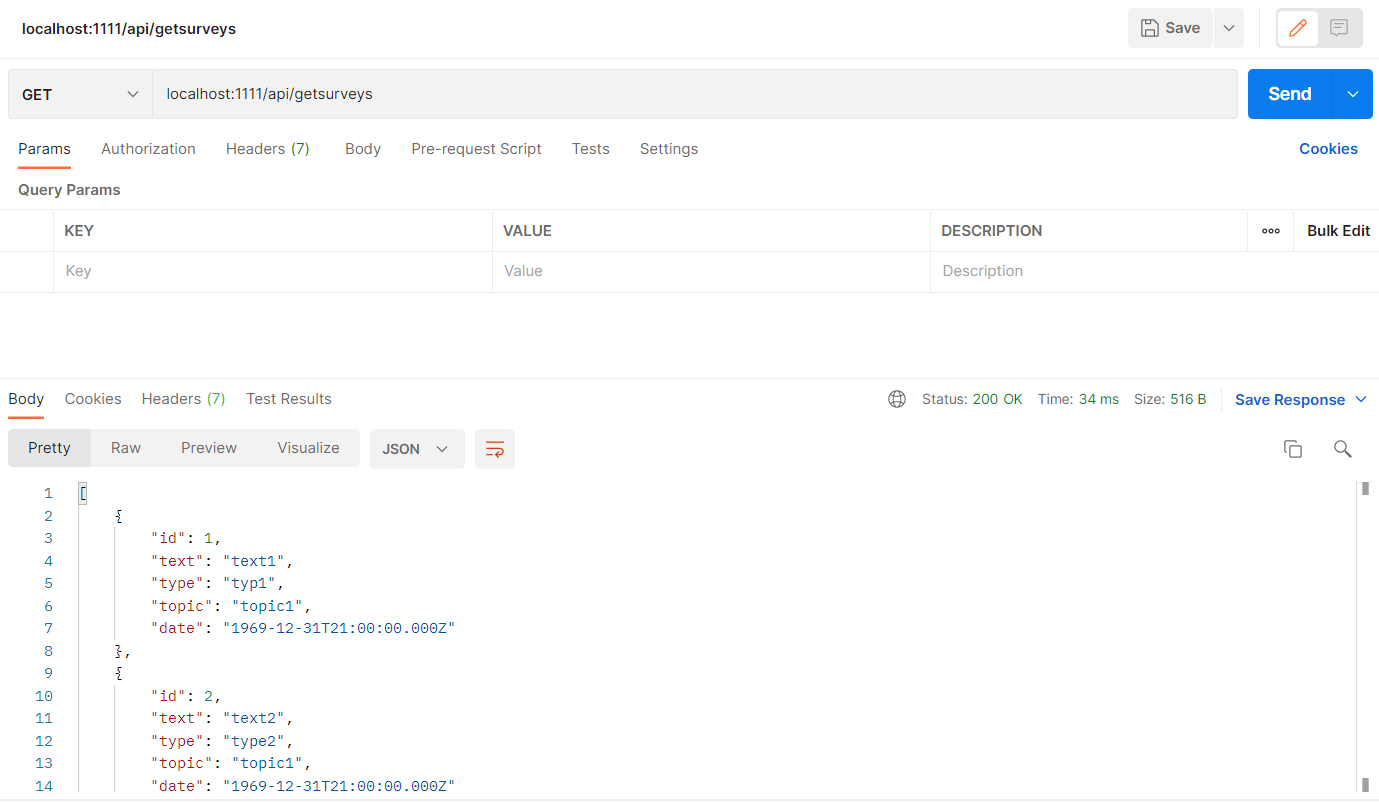 localhost:1111/api/getsurveys
Save
GET
localhost:1111/api/getsurveys
Send
Params Authorization Headers (7) Body Pre-request Script Tests Settings Cookies
Query Params
KEY VALUE DESCRIPTION ooo Bulk Edit
Key Value Description
Body Cookies Headers (7) Test Results Status: 200 OK Time: 34 ms Size: 516 B Save Response
Pretty Raw Preview Visualize JSON
1 [
2 {
3 "id": 1,
4 "text": "text1",
5 "type": "typ1",
6 "topic": "topic1",
7 "date": "1969-12-31T21:00:00.000Z"
8 },
9 {
10 "id": 2,
11 "text": "text2",
12 "type": "type2",
13 "topic": "topic1",
14 "date": "1969-12-31T21:00:00.000Z"